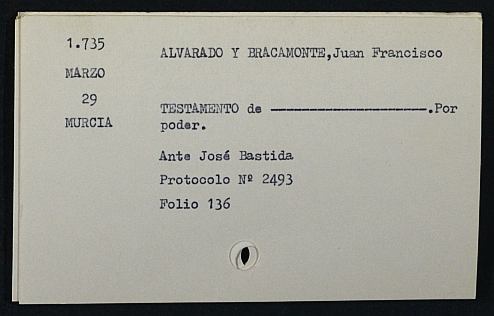 1.735
MARZO
29
MURCIA
ALVARADO Y BRACAMONTE,Juan Francisco
TESTAMENTO de --------------------.Por
poder.
Ante José Bastida
Protocolo Nº 2493
Folio 136